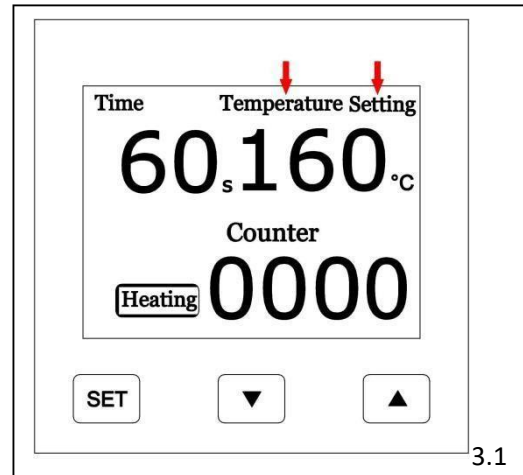 Time Temperature Setting
60s 160°C
Counter
Heating 0000
SET ▼ ▲
3.1